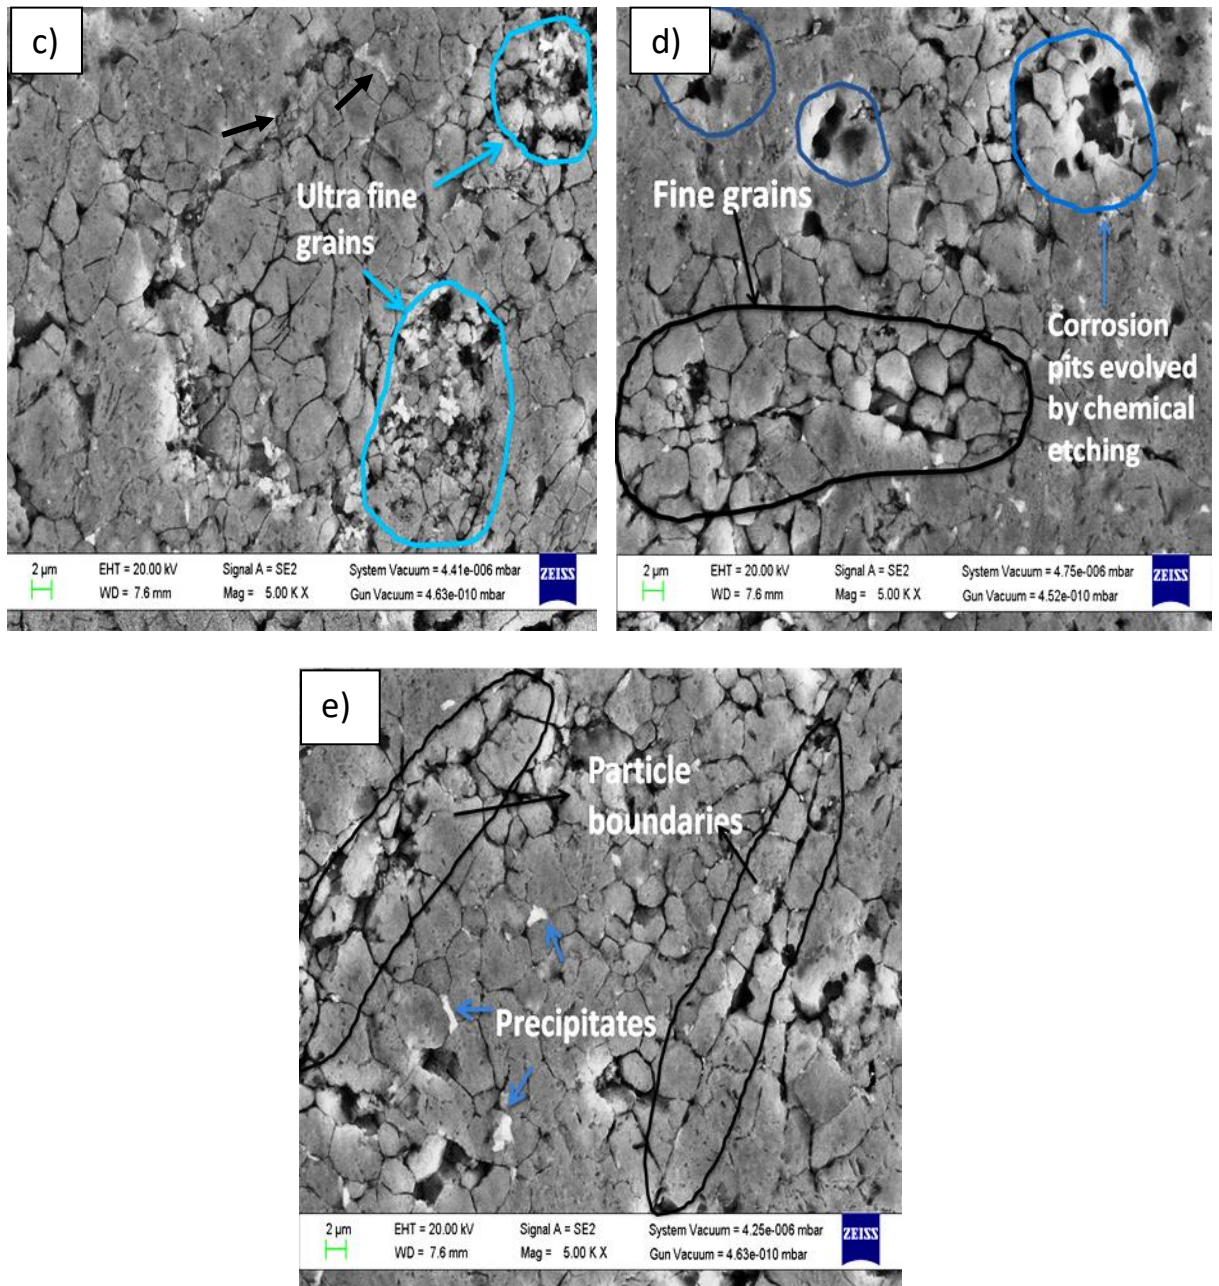 c)
Ultra fine
grains
2 µm
EHT = 20.00 kV
Signal A = SE2
System Vacuum = 4.41e-006 mbar
WD = 7.6 mm
Mag = 5.00 K X
Gun Vacuum = 4.63e-010 mbar
ZEISS
d)
Fine grains
Corrosion
pits evolved
by chemical
etching
2 µm
EHT = 20.00 kV
Signal A = SE2
System Vacuum = 4.75e-006 mbar
WD = 7.6 mm
Mag = 5.00 K X
Gun Vacuum = 4.52e-010 mbar
ZEISS
e)
Particle
boundaries
Precipitates
2 µm
EHT = 20.00 kV
Signal A = SE2
System Vacuum = 4.25e-006 mbar
WD = 7.6 mm
Mag = 5.00 K X
Gun Vacuum = 4.63e-010 mbar
ZEISS